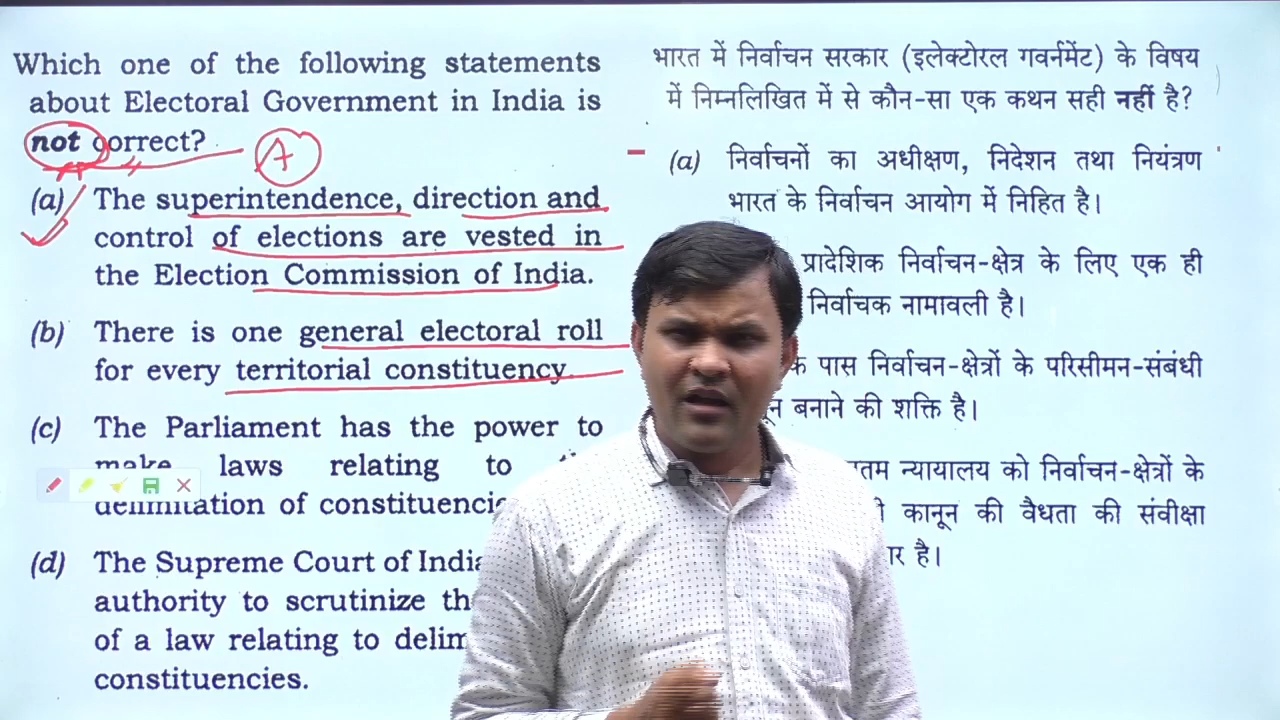 Which one of the following statements
about Electoral Government in India is
not correct?
A
(a) The superintendence, direction and
control of elections are vested in
the Election Commission of India.
(b) There is one general electoral roll
for every territorial constituency.
(c) The Parliament has the power to
make laws relating to
delimitation of constituencie
(d) The Supreme Court of India
authority to scrutinize th
of a law relating to delim
constituencies.
भारत में निर्वाचन सरकार (इलेक्टोरल गवर्नमेंट) के विषय
में निम्नलिखित में से कौन-सा एक कथन सही नहीं है?
(a) निर्वाचनों का अधीक्षण, निदेशन तथा नियंत्रण
भारत के निर्वाचन आयोग में निहित है।
प्रादेशिक निर्वाचन-क्षेत्र के लिए एक ही
निर्वाचक नामावली है।
के पास निर्वाचन-क्षेत्रों के परिसीमन-संबंधी
न बनाने की शक्ति है।
तम न्यायालय को निर्वाचन-क्षेत्रों के
कानून की वैधता की संवीक्षा
र है।